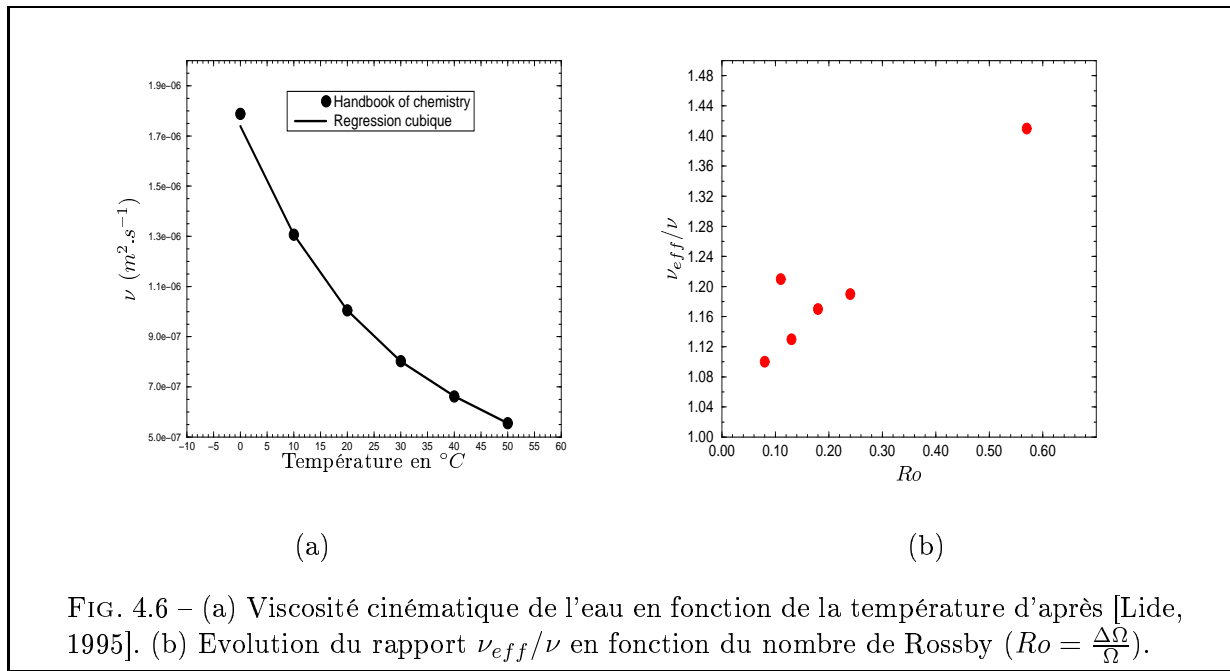 1.9e−06
1.7e−06
1.5e−06
1.3e−06
1.1e−06
9.0e−07
7.0e−07
5.0e−07
ν (m².s⁻¹)
Handbook of chemistry
Regression cubique
−10 −5 0 5 10 15 20 25 30 35 40 45 50 55 60
Température en °C
(a)
1.48
1.44
1.40
1.36
1.32
1.28
1.24
1.20
1.16
1.12
1.08
1.04
1.00
ν_eff/ν
0.00 0.10 0.20 0.30 0.40 0.50 0.60
Ro
(b)
FIG. 4.6 – (a) Viscosité cinématique de l'eau en fonction de la température d'après [Lide,
1995]. (b) Evolution du rapport ν_eff/ν en fonction du nombre de Rossby (Ro = ΔΩ/Ω).